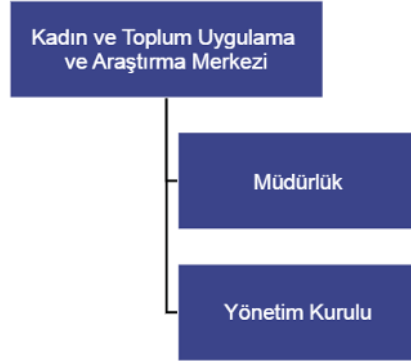 Kadın ve Toplum Uygulama
ve Araştırma Merkezi
Müdürlük
Yönetim Kurulu